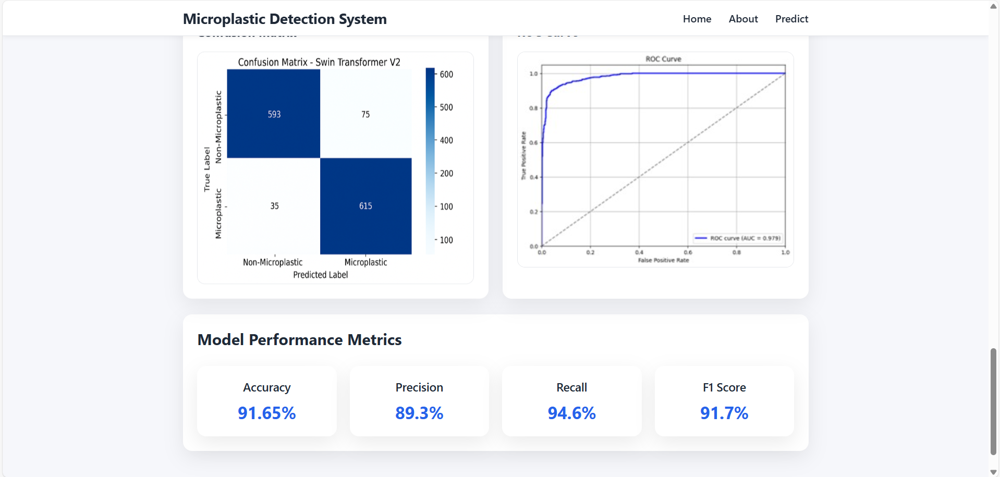 Microplastic Detection System
Home
About
Predict
Confusion Matrix - Swin Transformer V2
True Label
Non-Microplastic
Microplastic
593
75
35
615
600
500
400
200
100
100
Non-Microplastic
Microplastic
Predicted Label
ROC Curve
True Positive Rate
1.0
0.8
0.6
0.4
0.2
0.0
ROC curve (AUC = 0.979)
0.0
0.2
0.4
0.6
0.8
1.0
False Positive Rate
Model Performance Metrics
Accuracy
91.65%
Precision
89.3%
Recall
94.6%
F1 Score
91.7%